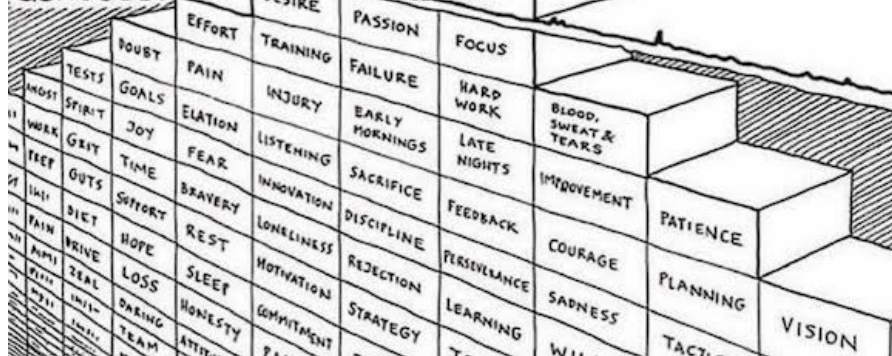 ANGST
WORK
PREP
PAIN
TESTS
SPIRIT
GRIT
GUTS
DIET
DRIVE
ZEAL
DOUBT
GOALS
JOY
TIME
SUPPORT
HOPE
LOSS
DARING
TEAM
EFFORT
PAIN
ELATION
FEAR
BRAVERY
REST
SLEEP
HONESTY
TRAINING
INJURY
LISTENING
INNOVATION
LONELINESS
MOTIVATION
COMMITMENT
PASSION
FAILURE
EARLY
MORNINGS
SACRIFICE
DISCIPLINE
REJECTION
STRATEGY
FOCUS
HARD
WORK
LATE
NIGHTS
FEEDBACK
PERSEVERANCE
LEARNING
BLOOD,
SWEAT &
TEARS
IMPROVEMENT
COURAGE
SADNESS
PATIENCE
PLANNING
VISION